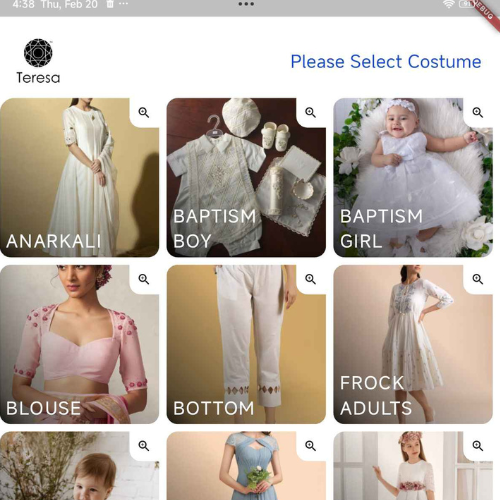 4:38 Thu, Feb 20
DEBUG
Teresa
Please Select Costume
ANARKALI
BAPTISM
BOY
BAPTISM
GIRL
BLOUSE
BOTTOM
FROCK
ADULTS